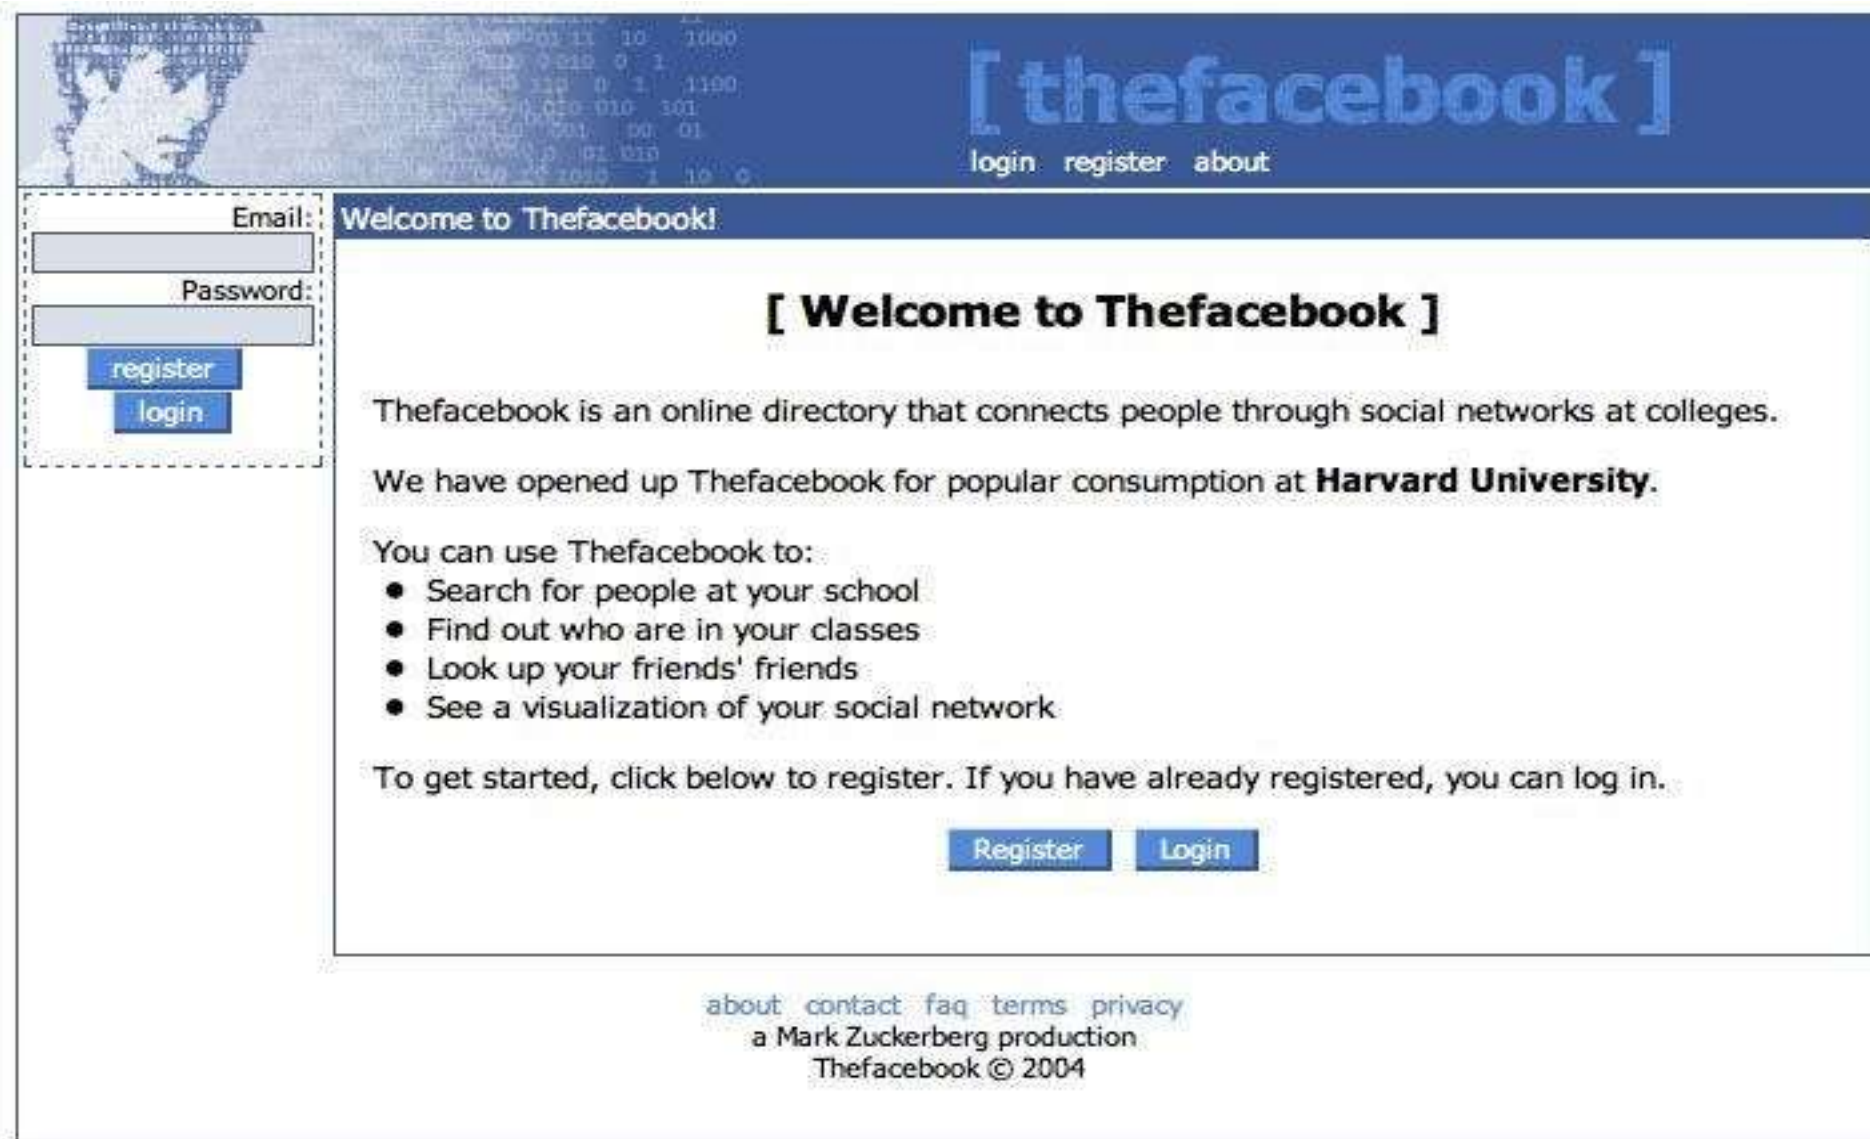 [ thefacebook ]
login register about
Email:
Password:
register
login
Welcome to Thefacebook!
[ Welcome to Thefacebook ]
Thefacebook is an online directory that connects people through social networks at colleges.
We have opened up Thefacebook for popular consumption at Harvard University.
You can use Thefacebook to:
● Search for people at your school
● Find out who are in your classes
● Look up your friends' friends
● See a visualization of your social network
To get started, click below to register. If you have already registered, you can log in.
Register Login
about contact faq terms privacy
a Mark Zuckerberg production
Thefacebook © 2004